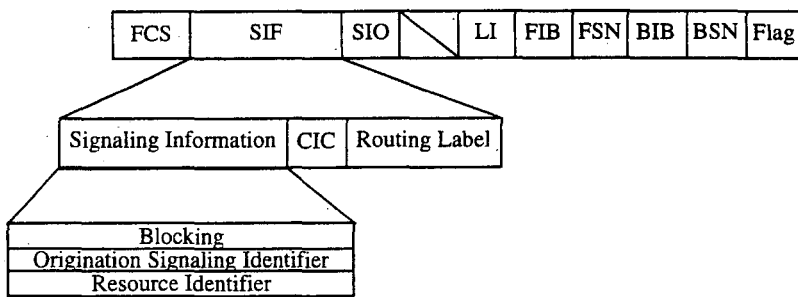 FCS SIF SIO LI FIB FSN BIB BSN Flag
Signaling Information CIC Routing Label
Blocking
Origination Signaling Identifier
Resource Identifier